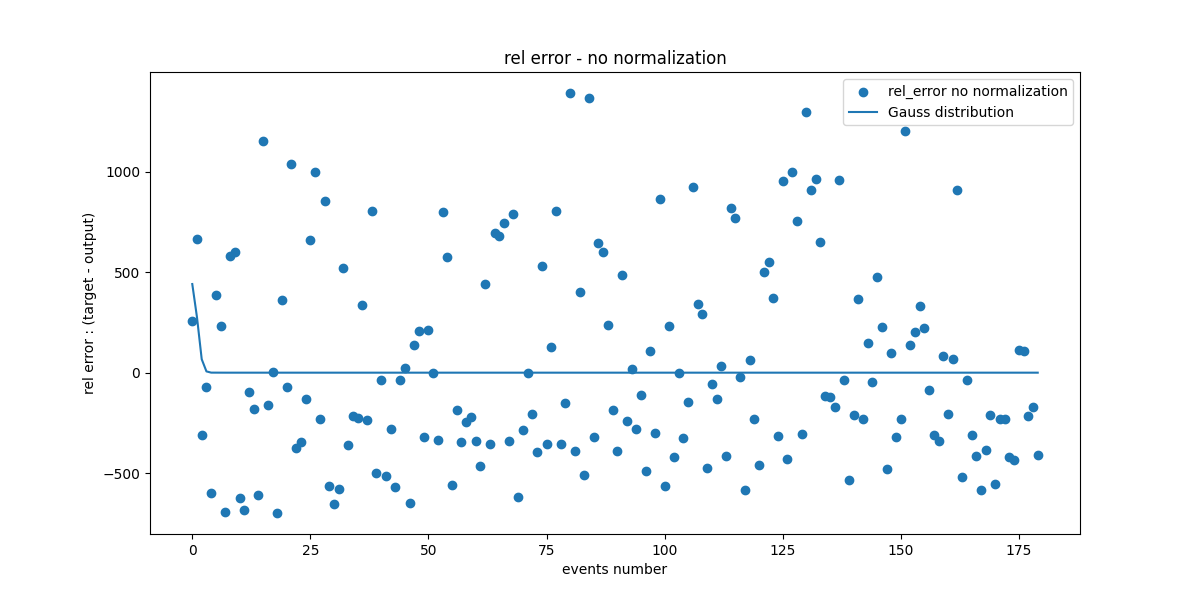 rel error - no normalization
rel_error no normalization
Gauss distribution
rel error : (target - output)
1000
500
0
−500
0
25
50
75
100
125
150
175
events number